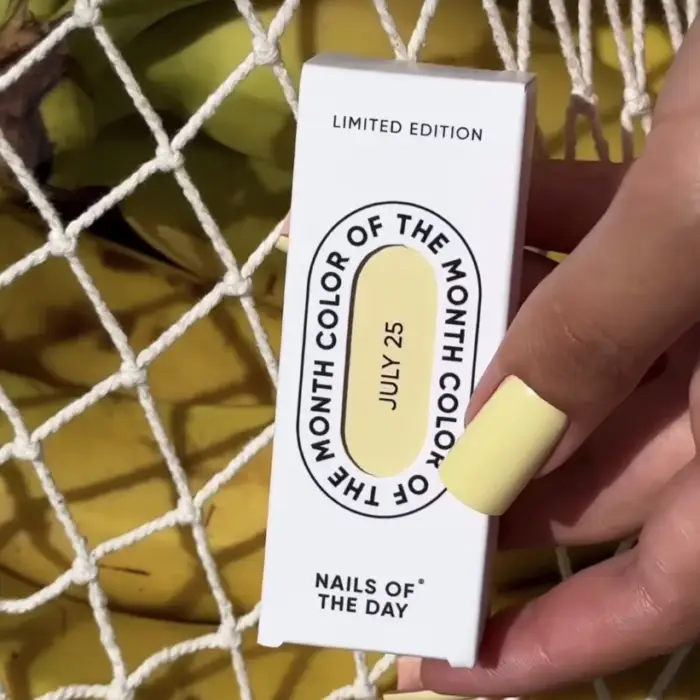 LIMITED EDITION
COLOR OF THE MONTH COLOR OF THE MONTH
JULY 25
NAILS OF®
THE DAY